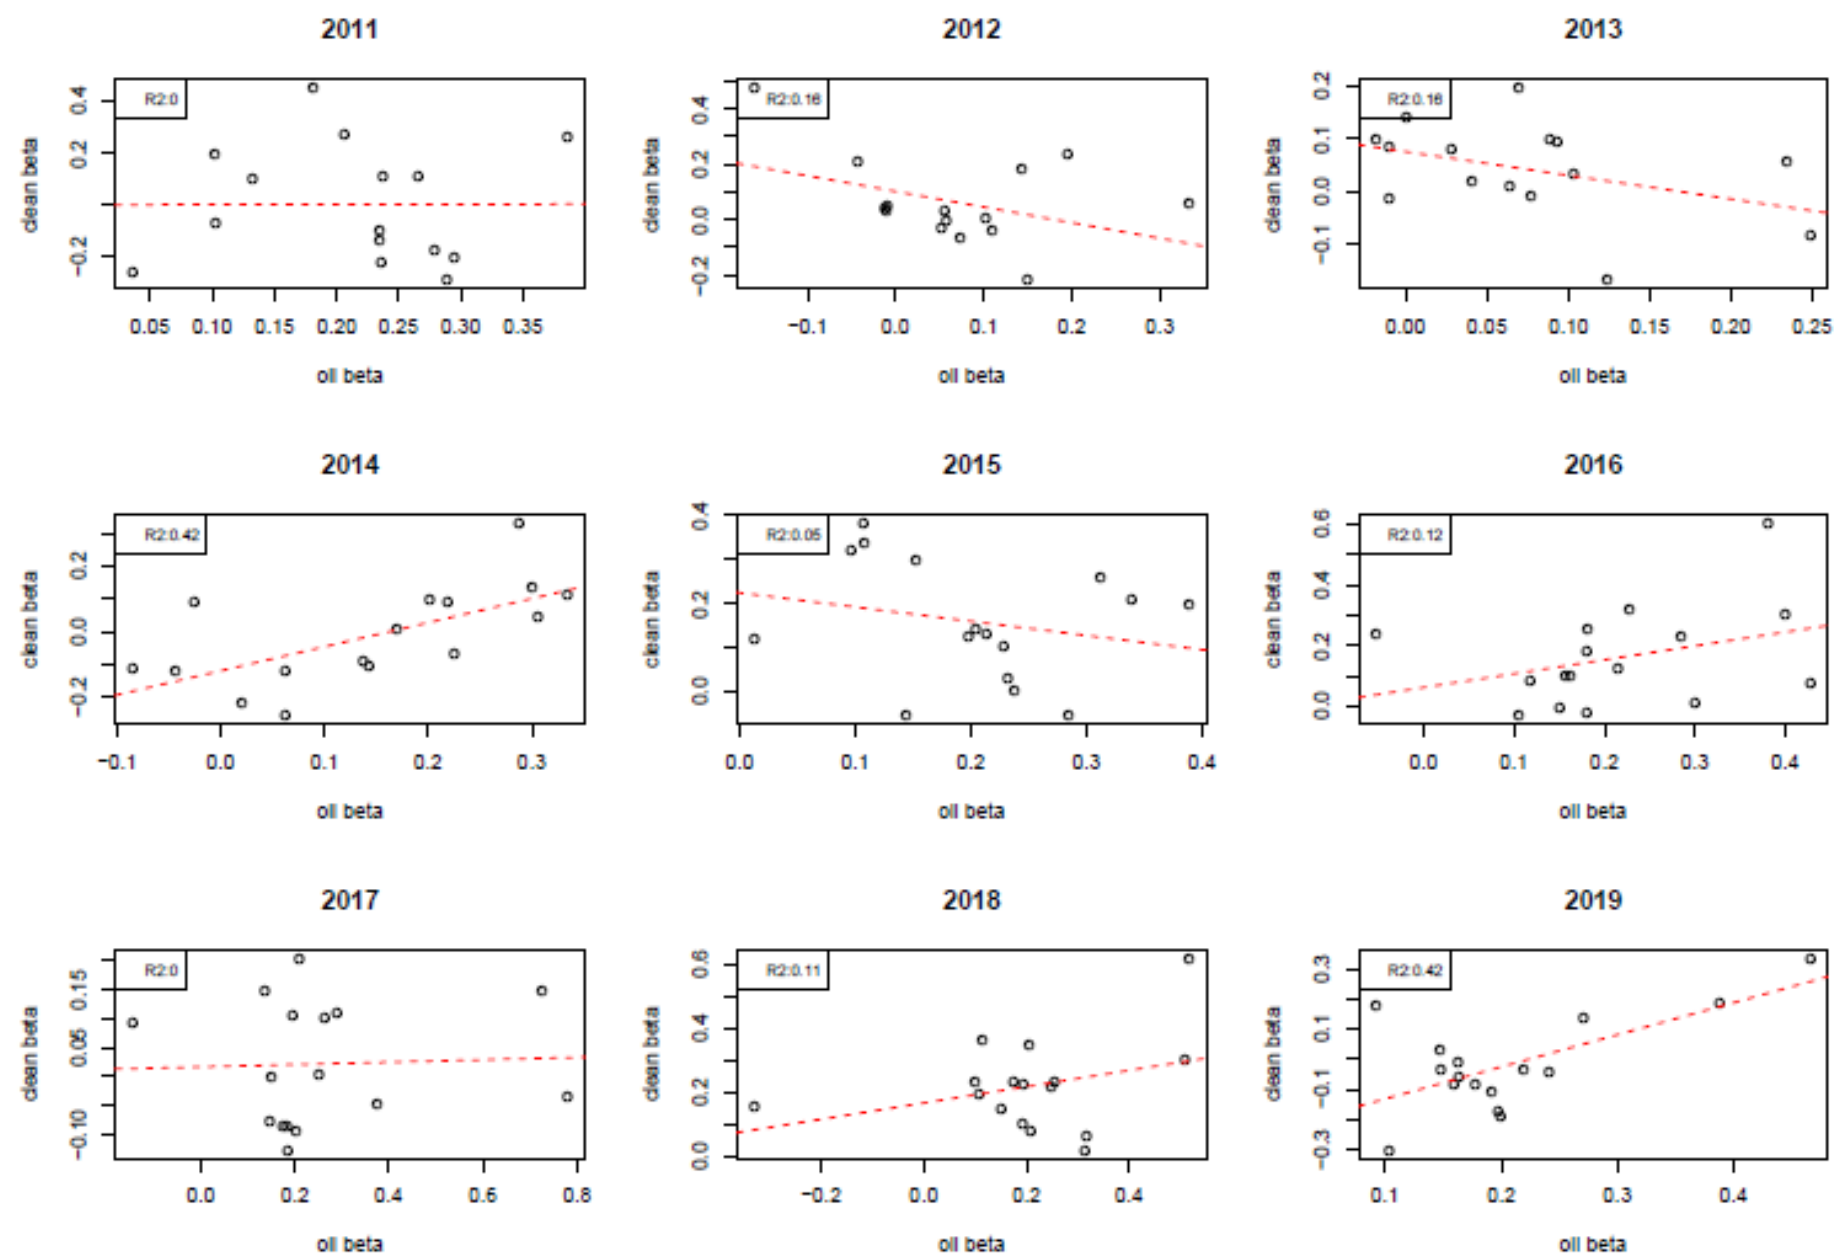 2011
R2:0
clean beta
0.4
0.2
−0.2
0.05 0.10 0.15 0.20 0.25 0.30 0.35
oil beta
2012
R2:0.16
clean beta
0.4
0.2
0.0
−0.2
−0.1 0.0 0.1 0.2 0.3
oil beta
2013
R2:0.16
clean beta
0.2
0.1
0.0
−0.1
0.00 0.05 0.10 0.15 0.20 0.25
oil beta
2014
R2:0.42
clean beta
0.2
0.0
−0.2
−0.1 0.0 0.1 0.2 0.3
oil beta
2015
R2:0.05
clean beta
0.4
0.2
0.0
0.0 0.1 0.2 0.3 0.4
oil beta
2016
R2:0.12
clean beta
0.6
0.4
0.2
0.0
0.0 0.1 0.2 0.3 0.4
oil beta
2017
R2:0
clean beta
0.15
0.05
−0.10
0.0 0.2 0.4 0.6 0.8
oil beta
2018
R2:0.11
clean beta
0.6
0.4
0.2
0.0
−0.2 0.0 0.2 0.4
oil beta
2019
R2:0.42
clean beta
0.3
0.1
−0.1
−0.3
0.1 0.2 0.3 0.4
oil beta